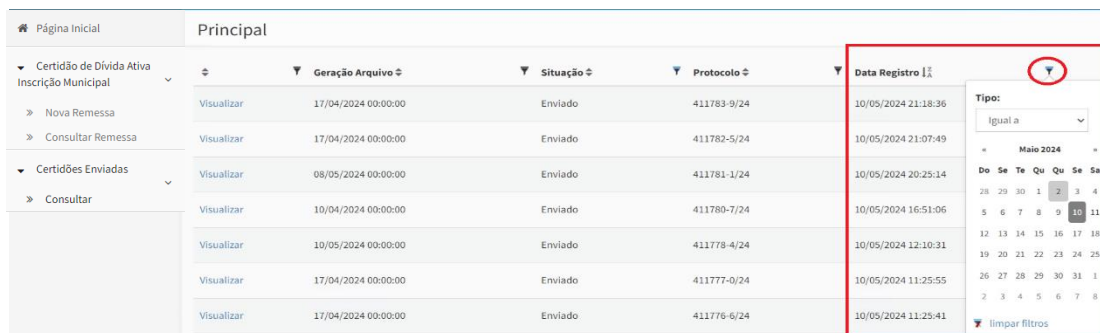 Página Inicial
Certidão de Dívida Ativa
Inscrição Municipal
Nova Remessa
Consultar Remessa
Certidões Enviadas
Consultar
Principal
Geração Arquivo Situação Protocolo Data Registro
Visualizar 17/04/2024 00:00:00 Enviado 411783-9/24 10/05/2024 21:18:36
Visualizar 17/04/2024 00:00:00 Enviado 411782-5/24 10/05/2024 21:07:49
Visualizar 08/05/2024 00:00:00 Enviado 411781-1/24 10/05/2024 20:25:14
Visualizar 10/04/2024 00:00:00 Enviado 411780-7/24 10/05/2024 16:51:06
Visualizar 10/05/2024 00:00:00 Enviado 411778-4/24 10/05/2024 12:10:31
Visualizar 17/04/2024 00:00:00 Enviado 411777-0/24 10/05/2024 11:25:55
Visualizar 17/04/2024 00:00:00 Enviado 411776-6/24 10/05/2024 11:25:41
Tipo:
Igual a
« Maio 2024 »
Do Se Te Qu Qu Se Sa
28 29 30 1 2 3 4
5 6 7 8 9 10 11
12 13 14 15 16 17 18
19 20 21 22 23 24 25
26 27 28 29 30 31 1
2 3 4 5 6 7 8
limpar filtros